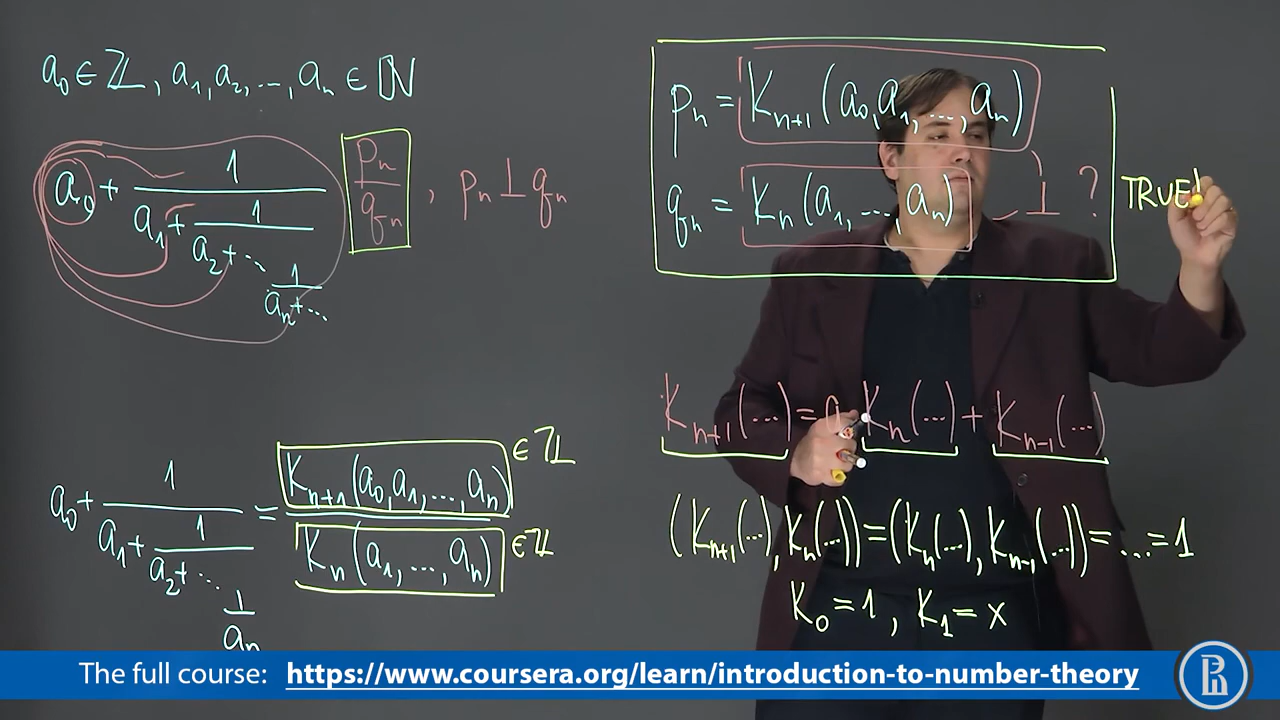 a₀ ∈ ℤ, a₁, a₂, ..., aₙ ∈ ℕ
a₀ + 1/(a₁ + 1/(a₂ + ⋱ 1/(aₙ + ...))) pₙ/qₙ , pₙ ⊥ qₙ
pₙ = Kₙ₊₁(a₀, a₁, ..., aₙ)
qₙ = Kₙ(a₁, ..., aₙ) ⊥ ? TRUE!
Kₙ₊₁(...) = a₀ Kₙ(...) + Kₙ₋₁(...)
a₀ + 1/(a₁ + 1/(a₂ + ⋱ 1/aₙ)) = Kₙ₊₁(a₀, a₁, ..., aₙ) ∈ ℤ / Kₙ(a₁, ..., aₙ) ∈ ℤ
(Kₙ₊₁(...), Kₙ(...)) = (Kₙ(...), Kₙ₋₁(...)) = ... = 1
K₀ = 1, K₁ = x
The full course: https://www.coursera.org/learn/introduction-to-number-theory